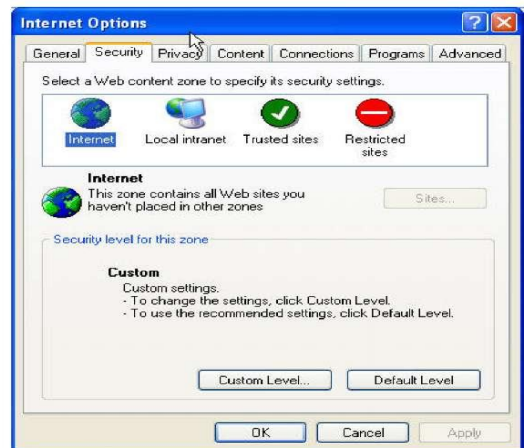 Internet Options
General Security Privacy Content Connections Programs Advanced
Select a Web content zone to specify its security settings.
Internet Local intranet Trusted sites Restricted
sites
Internet
This zone contains all Web sites you
haven't placed in other zones
Sites...
Security level for this zone
Custom
Custom settings.
- To change the settings, click Custom Level.
- To use the recommended settings, click Default Level.
Custom Level... Default Level
OK Cancel Apply